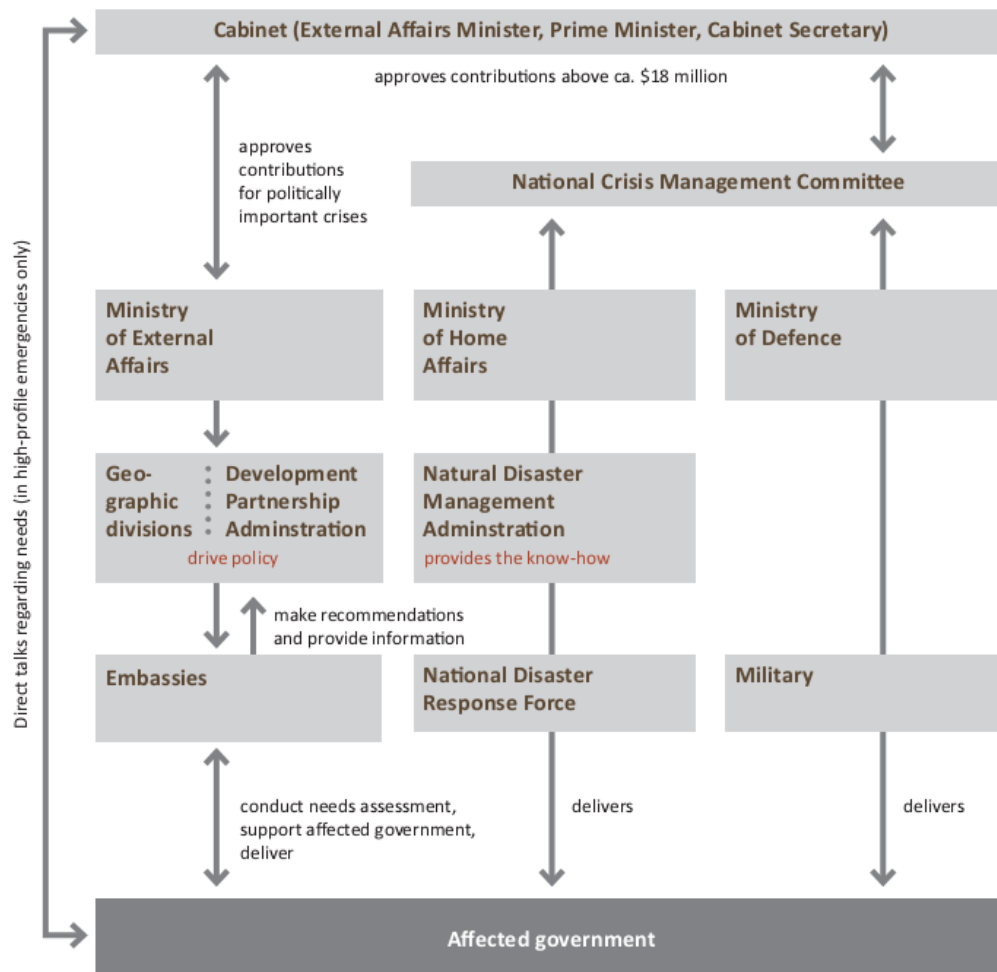 Cabinet (External Affairs Minister, Prime Minister, Cabinet Secretary)
approves contributions above ca. $18 million
approves
contributions
for politically
important crises
National Crisis Management Committee
Direct talks regarding needs (in high-profile emergencies only)
Ministry
of External
Affairs
Ministry
of Home
Affairs
Ministry
of Defence
Geo-
graphic
divisions
Development
Partnership
Adminstration
drive policy
Natural Disaster
Management
Adminstration
provides the know-how
make recommendations
and provide information
Embassies
National Disaster
Response Force
Military
conduct needs assessment,
support affected government,
deliver
delivers
delivers
Affected government